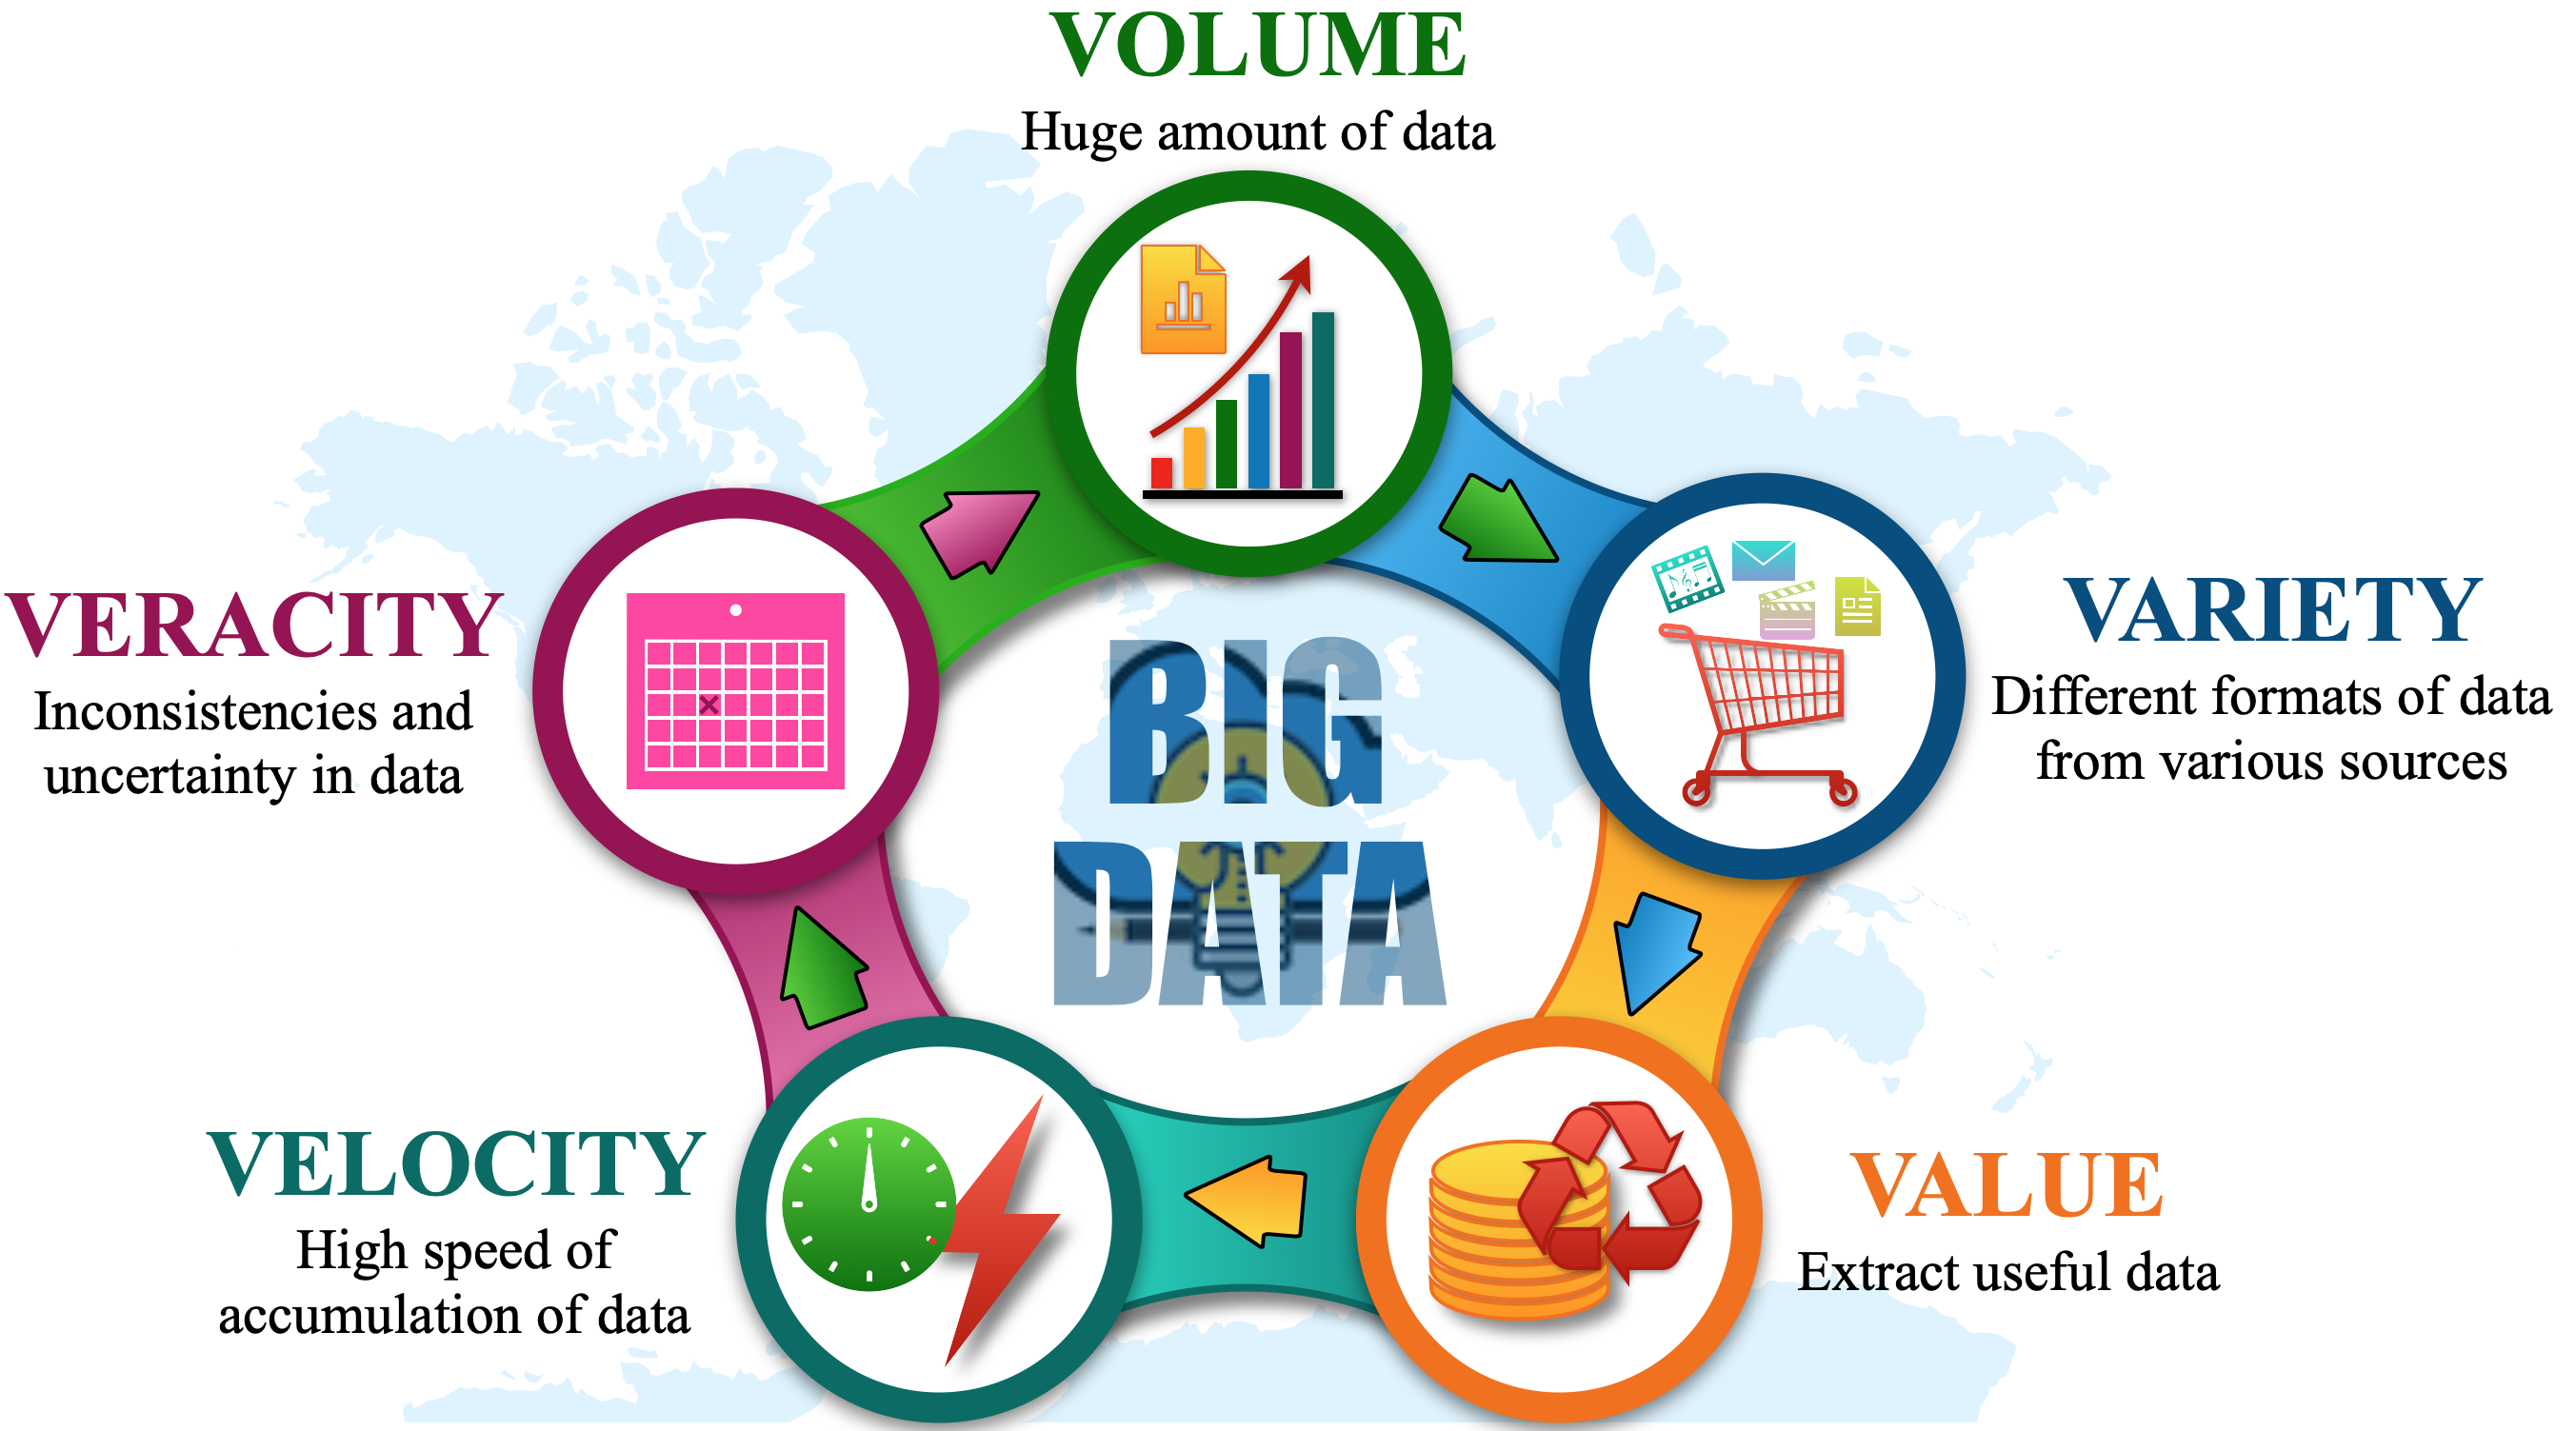 VOLUME
Huge amount of data
VERACITY
Inconsistencies and
uncertainty in data
VARIETY
Different formats of data
from various sources
BIG
DATA
VELOCITY
High speed of
accumulation of data
VALUE
Extract useful data